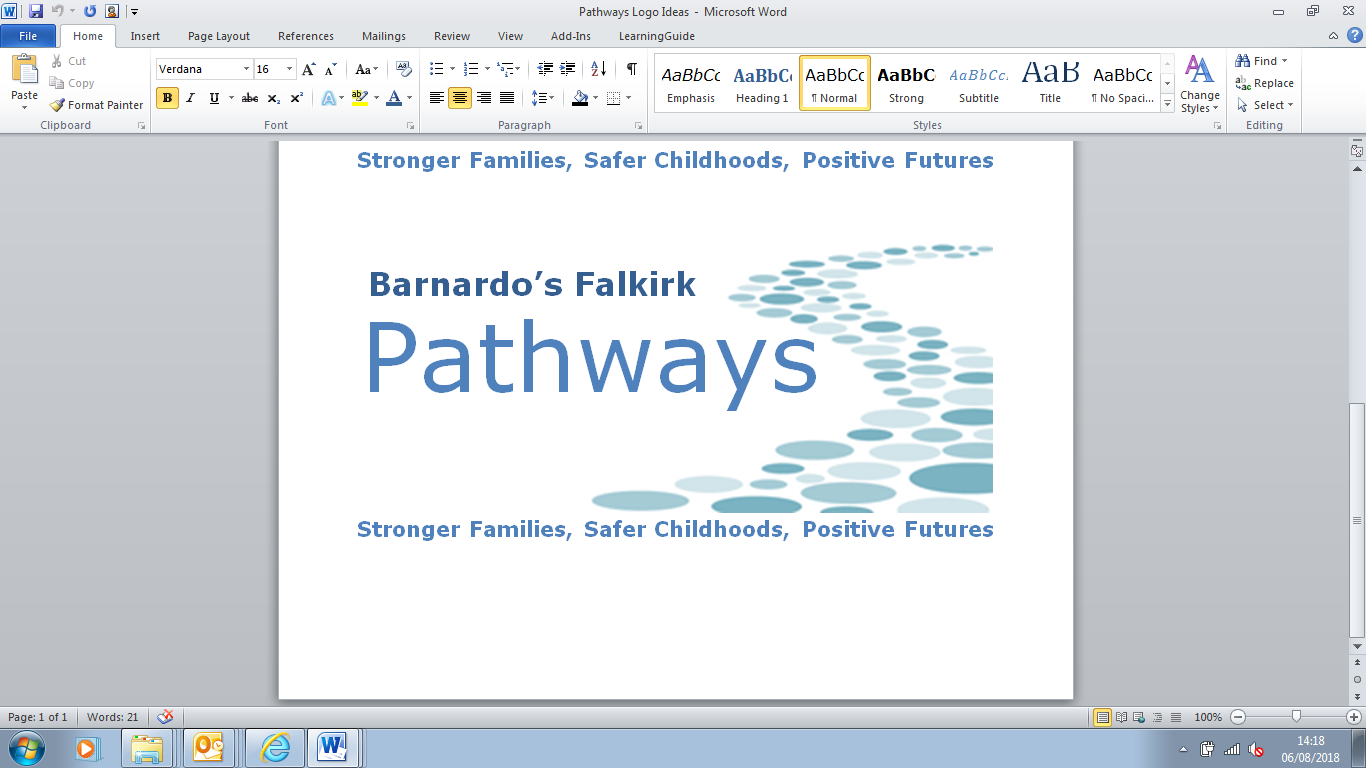 Pathways Logo Ideas - Microsoft Word
File Home Insert Page Layout References Mailings Review View Add-Ins LearningGuide
Paste
Cut
Copy
Format Painter
Clipboard
Verdana 16
Font
Paragraph
AaBbCc AaBbCc AaBbCc AaBbC AaBbCc AaB AaBbCc
Emphasis Heading 1 ¶ Normal Strong Subtitle Title ¶ No Spaci...
Change Styles
Styles
Find
Replace
Select
Editing
Stronger Families, Safer Childhoods, Positive Futures
Barnardo’s Falkirk
Pathways
Stronger Families, Safer Childhoods, Positive Futures
Page: 1 of 1 Words: 21 100%
14:18
06/08/2018